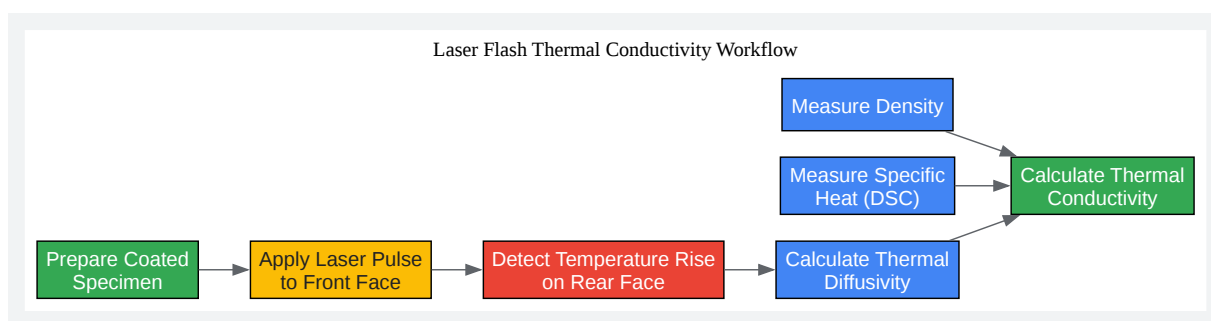 Laser Flash Thermal Conductivity Workflow
Measure Density
Measure Specific
Heat (DSC)
Calculate Thermal
Conductivity
Prepare Coated
Specimen
Apply Laser Pulse
to Front Face
Detect Temperature Rise
on Rear Face
Calculate Thermal
Diffusivity